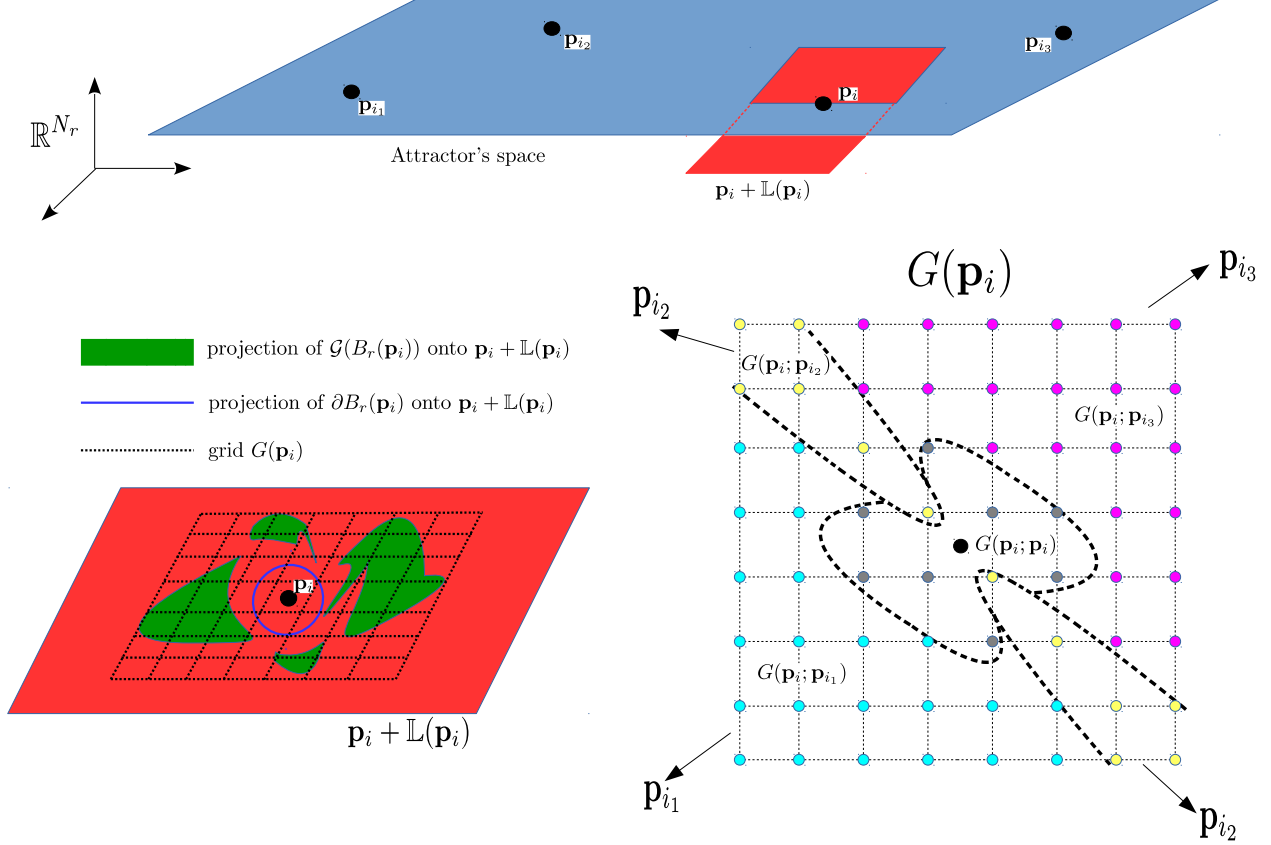 𝐩_{i_2}
𝐩_{i_3}
𝐩_i
𝐩_{i_1}
ℝ^{N_r}
Attractor's space
𝐩_i + 𝕃(𝐩_i)
G(𝐩_i)
𝐩_{i_3}
𝐩_{i_2}
projection of 𝒢(B_r(𝐩_i)) onto 𝐩_i + 𝕃(𝐩_i)
projection of ∂B_r(𝐩_i) onto 𝐩_i + 𝕃(𝐩_i)
grid G(𝐩_i)
𝐩_i
𝐩_i + 𝕃(𝐩_i)
G(𝐩_i; 𝐩_{i_2})
G(𝐩_i; 𝐩_{i_3})
G(𝐩_i; 𝐩_i)
G(𝐩_i; 𝐩_{i_1})
𝐩_{i_1}
𝐩_{i_2}